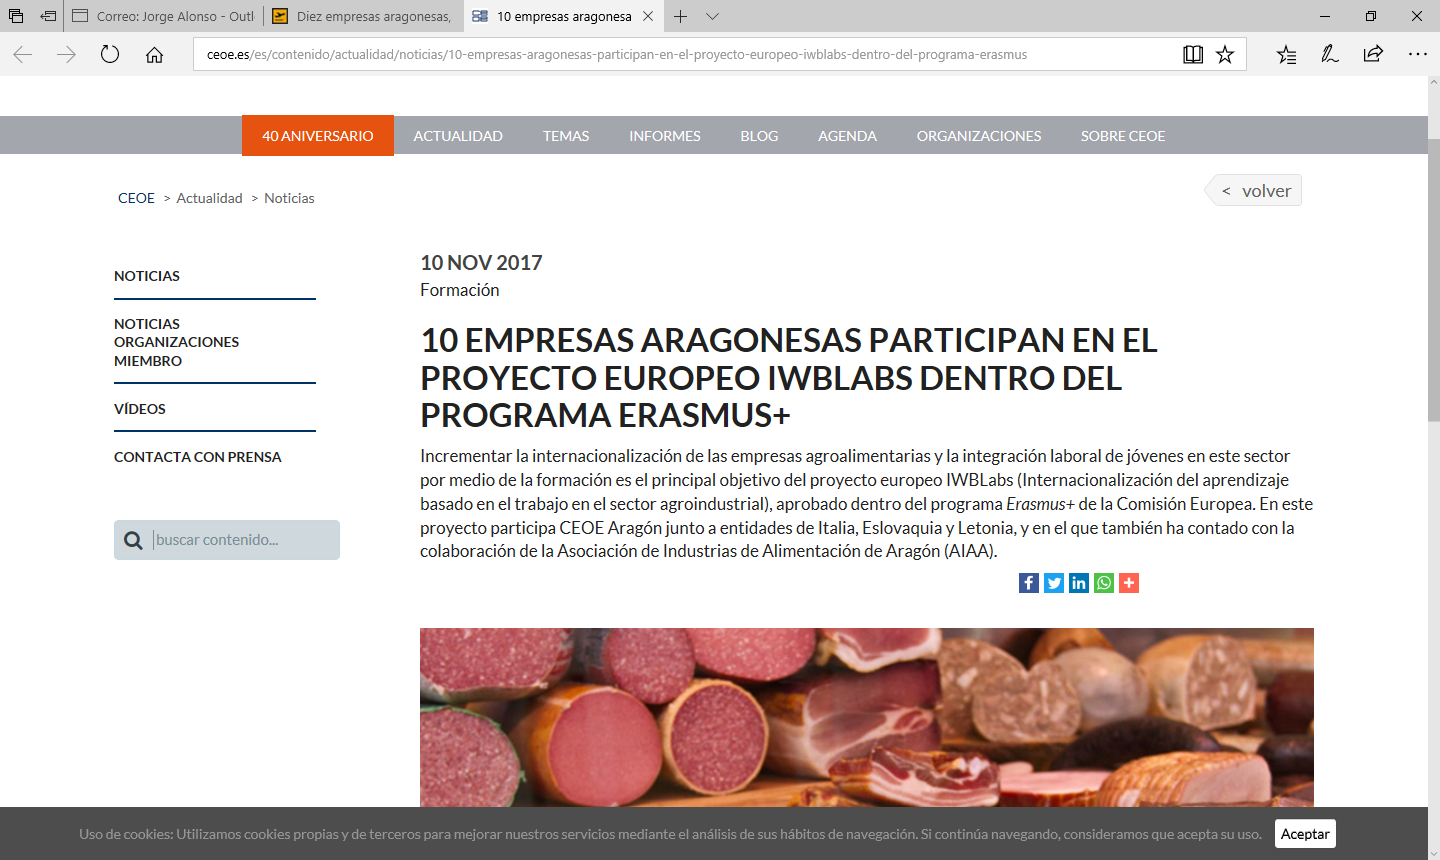 Correo: Jorge Alonso - Outl
Diez empresas aragonesas,
10 empresas aragonesa
ceoe.es/es/contenido/actualidad/noticias/10-empresas-aragonesas-participan-en-el-proyecto-europeo-iwblabs-dentro-del-programa-erasmus
40 ANIVERSARIO ACTUALIDAD TEMAS INFORMES BLOG AGENDA ORGANIZACIONES SOBRE CEOE
CEOE > Actualidad > Noticias
< volver
NOTICIAS
NOTICIAS
ORGANIZACIONES
MIEMBRO
VÍDEOS
CONTACTA CON PRENSA
buscar contenido...
10 NOV 2017
Formación
10 EMPRESAS ARAGONESAS PARTICIPAN EN EL
PROYECTO EUROPEO IWBLABS DENTRO DEL
PROGRAMA ERASMUS+
Incrementar la internacionalización de las empresas agroalimentarias y la integración laboral de jóvenes en este sector
por medio de la formación es el principal objetivo del proyecto europeo IWBLabs (Internacionalización del aprendizaje
basado en el trabajo en el sector agroindustrial), aprobado dentro del programa Erasmus+ de la Comisión Europea. En este
proyecto participa CEOE Aragón junto a entidades de Italia, Eslovaquia y Letonia, y en el que también ha contado con la
colaboración de la Asociación de Industrias de Alimentación de Aragón (AIAA).
Uso de cookies: Utilizamos cookies propias y de terceros para mejorar nuestros servicios mediante el análisis de sus hábitos de navegación. Si continúa navegando, consideramos que acepta su uso. Aceptar